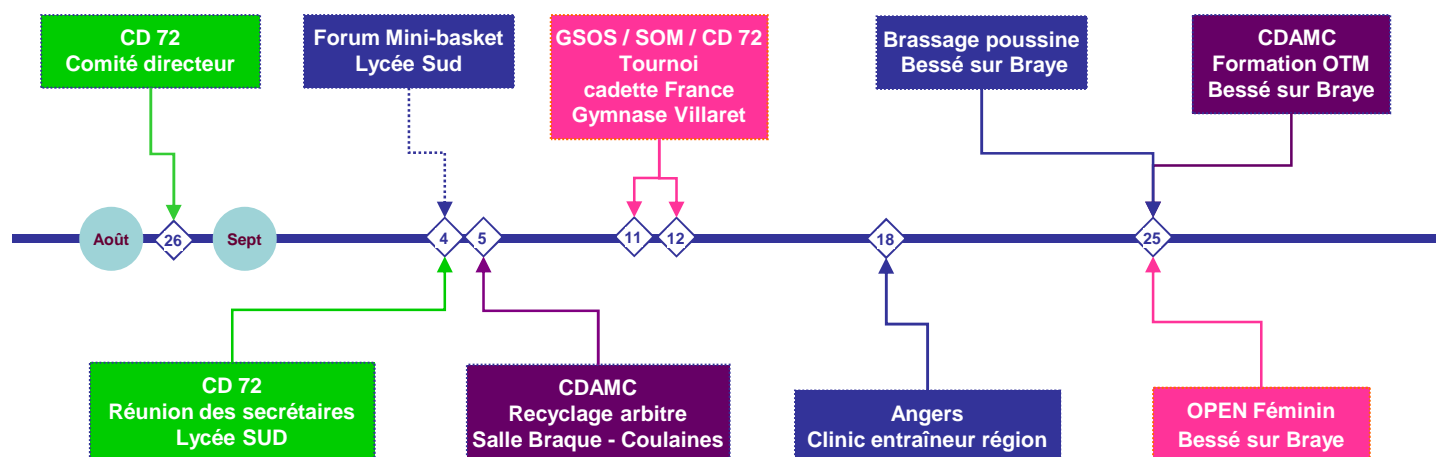 CD 72
Comité directeur
Forum Mini-basket
Lycée Sud
GSOS / SOM / CD 72
Tournoi
cadette France
Gymnase Villaret
Brassage poussine
Bessé sur Braye
CDAMC
Formation OTM
Bessé sur Braye
Août
26
Sept
4
5
11
12
18
25
CD 72
Réunion des secrétaires
Lycée SUD
CDAMC
Recyclage arbitre
Salle Braque - Coulaines
Angers
Clinic entraîneur région
OPEN Féminin
Bessé sur Braye